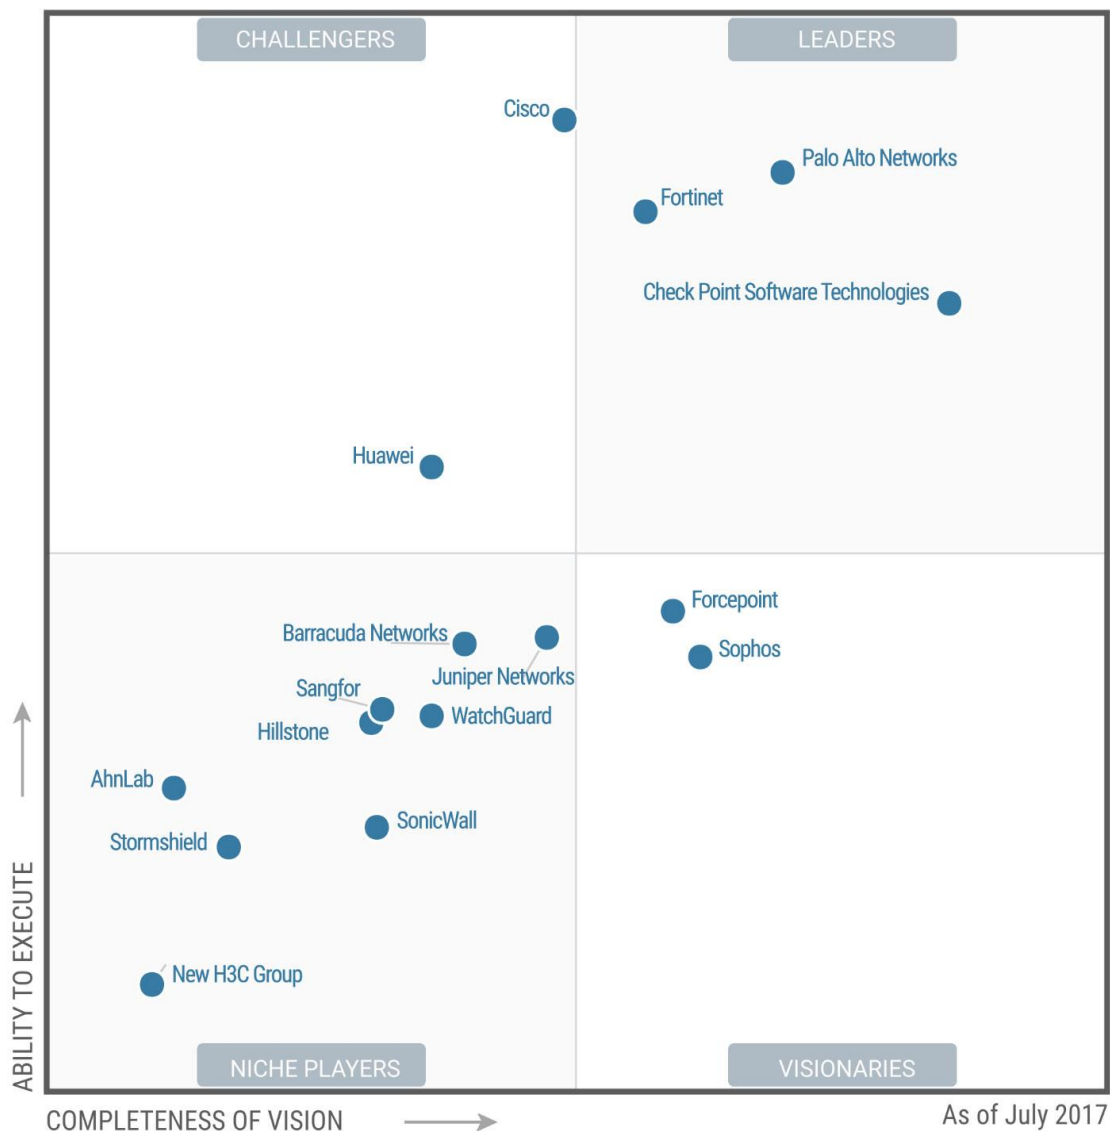 CHALLENGERS
LEADERS
Cisco
Palo Alto Networks
Fortinet
Check Point Software Technologies
Huawei
Forcepoint
Barracuda Networks
Sophos
Juniper Networks
Sangfor
WatchGuard
Hillstone
AhnLab
SonicWall
Stormshield
New H3C Group
NICHE PLAYERS
VISIONARIES
ABILITY TO EXECUTE
COMPLETENESS OF VISION
As of July 2017